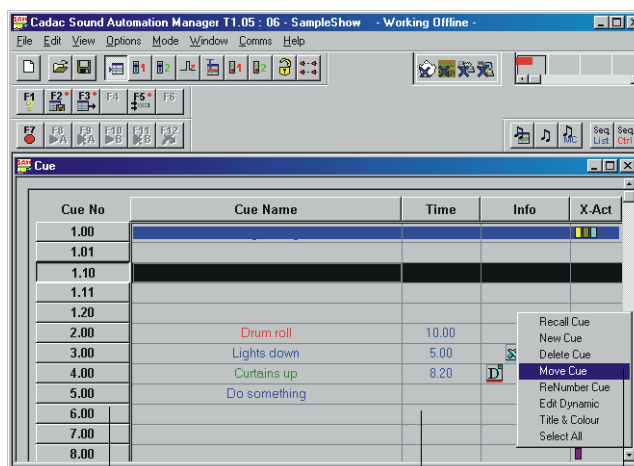 Cadac Sound Automation Manager T1.05 : 06 - SampleShow - Working Offline -
File Edit View Options Mode Window Comms Help
1 2 1 2
F1 F2 F3 F4 F5 F6
F7 F8 F9 F10 F11 F12
A A B B
MC Seq List Seq Ctrl
Cue
Cue No Cue Name Time Info X-Act
1.00
1.01
1.10
1.11
1.20
2.00 Drum roll 10.00
3.00 Lights down 5.00
4.00 Curtains up 8.20 D
5.00 Do something
6.00
7.00
8.00
Recall Cue
New Cue
Delete Cue
Move Cue
ReNumber Cue
Edit Dynamic
Title & Colour
Select All